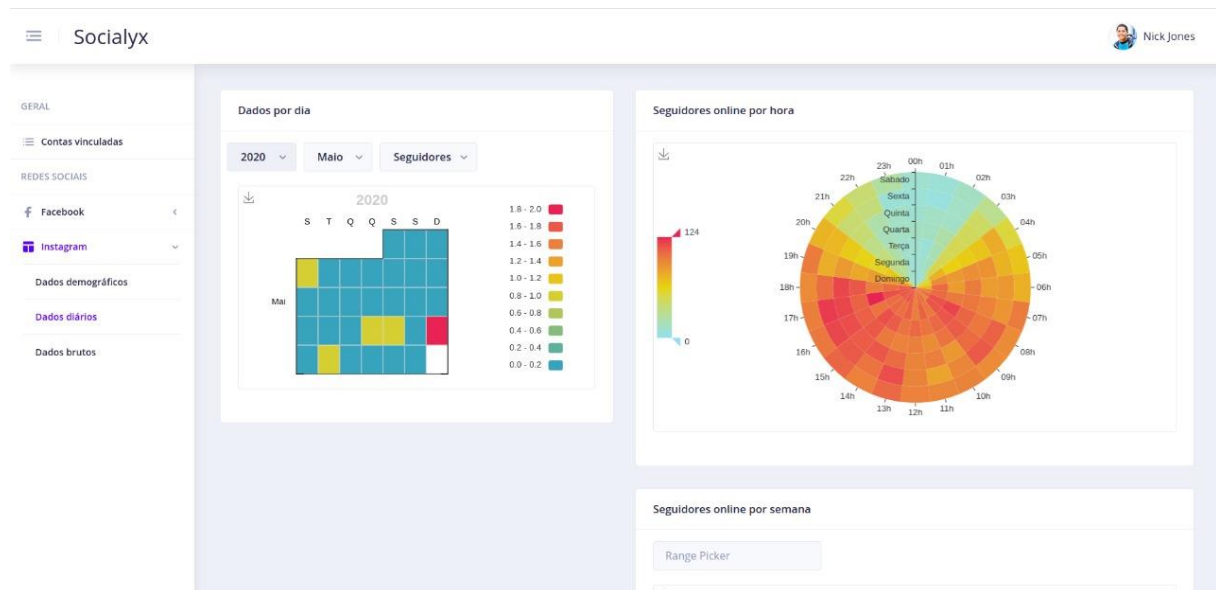 Socialyx
Nick Jones
GERAL
Contas vinculadas
REDES SOCIAIS
Facebook
Instagram
Dados demográficos
Dados diários
Dados brutos
Dados por dia
2020
Maio
Seguidores
2020
S T Q Q S S D
Mai
1.8 - 2.0
1.6 - 1.8
1.4 - 1.6
1.2 - 1.4
1.0 - 1.2
0.8 - 1.0
0.6 - 0.8
0.4 - 0.6
0.2 - 0.4
0.0 - 0.2
Seguidores online por hora
124
0
00h
01h
02h
03h
04h
05h
06h
07h
08h
09h
10h
11h
12h
13h
14h
15h
16h
17h
18h
19h
20h
21h
22h
23h
Sabado
Sexta
Quinta
Quarta
Terça
Segunda
Domingo
Seguidores online por semana
Range Picker